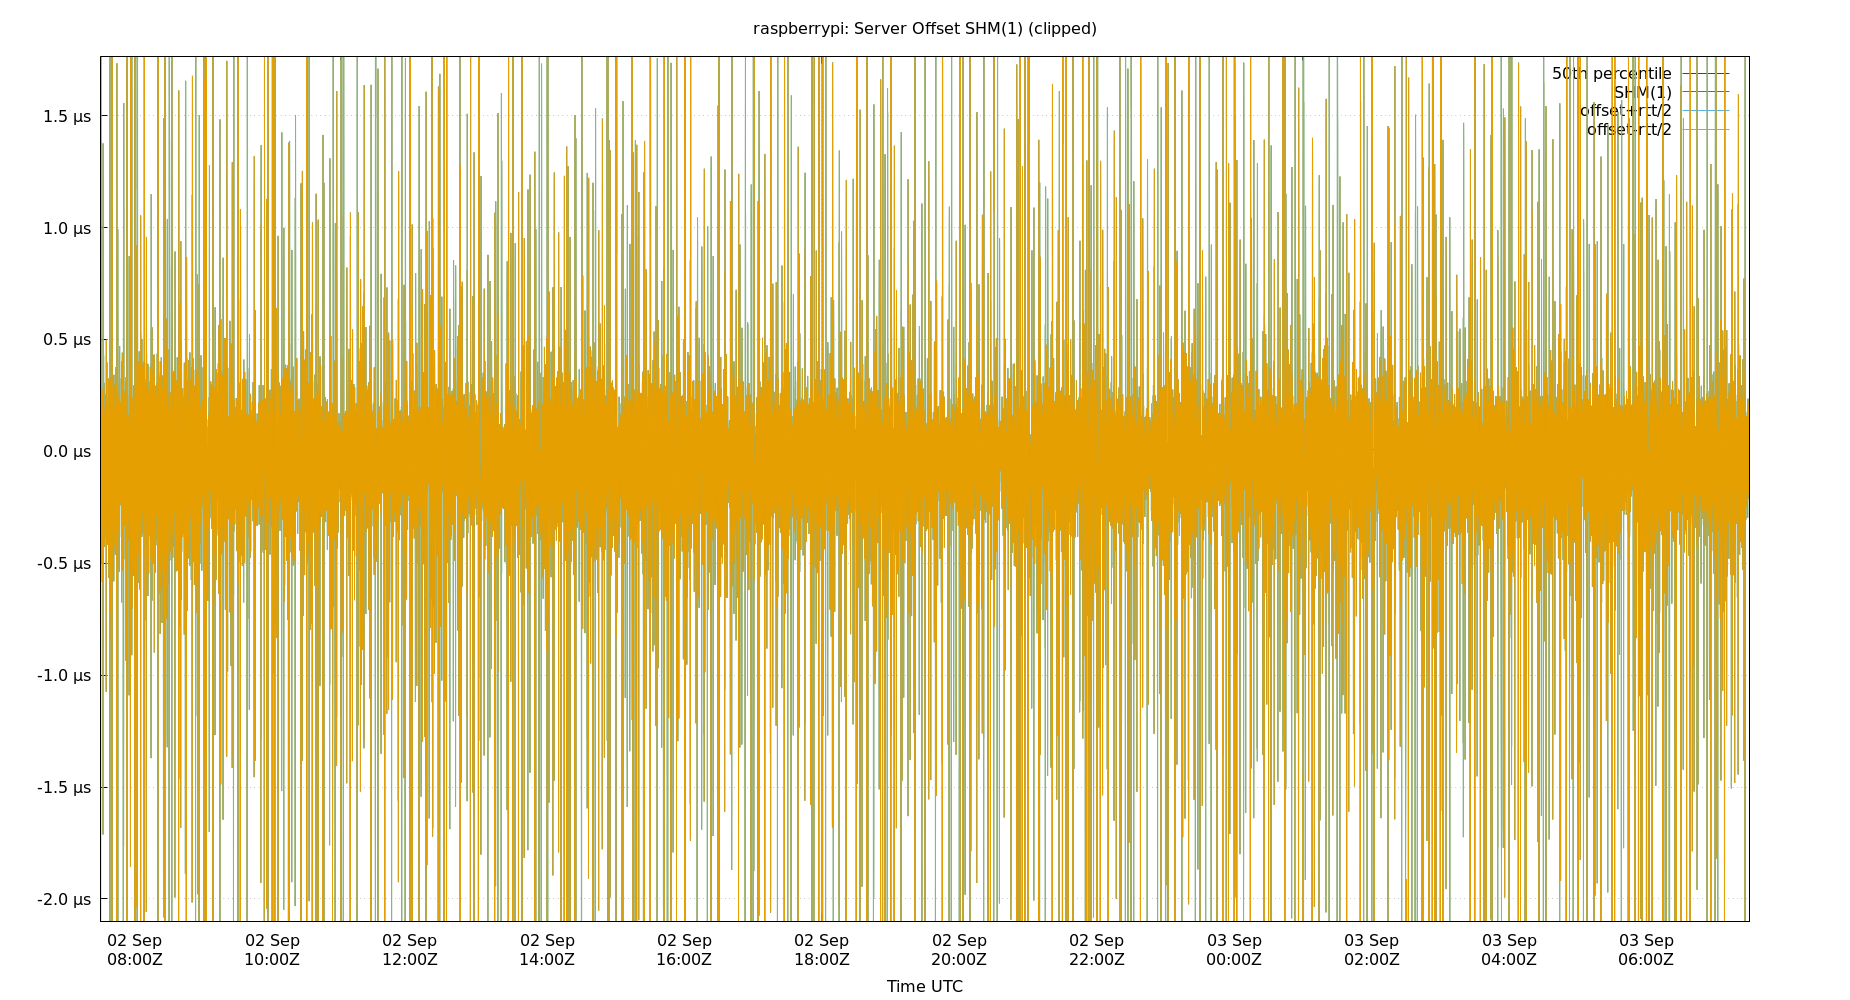 raspberrypi: Server Offset SHM(1) (clipped)
50th percentile
SHM(1)
offset+rtt/2
offset-rtt/2
1.5 µs
1.0 µs
0.5 µs
0.0 µs
-0.5 µs
-1.0 µs
-1.5 µs
-2.0 µs
02 Sep 02 Sep 02 Sep 02 Sep 02 Sep 02 Sep 02 Sep 02 Sep 03 Sep 03 Sep 03 Sep 03 Sep
08:00Z 10:00Z 12:00Z 14:00Z 16:00Z 18:00Z 20:00Z 22:00Z 00:00Z 02:00Z 04:00Z 06:00Z
Time UTC